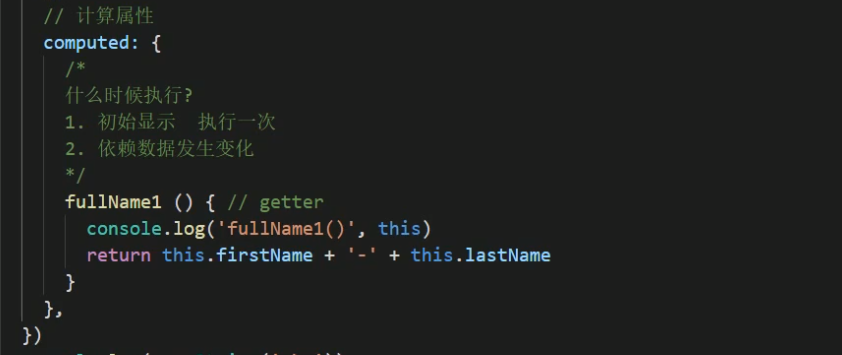 // 计算属性
computed: {
/*
什么时候执行?
1. 初始显示  执行一次
2. 依赖数据发生变化
*/
fullName1 () { // getter
console.log('fullName1()', this)
return this.firstName + '-' + this.lastName
}
},
})